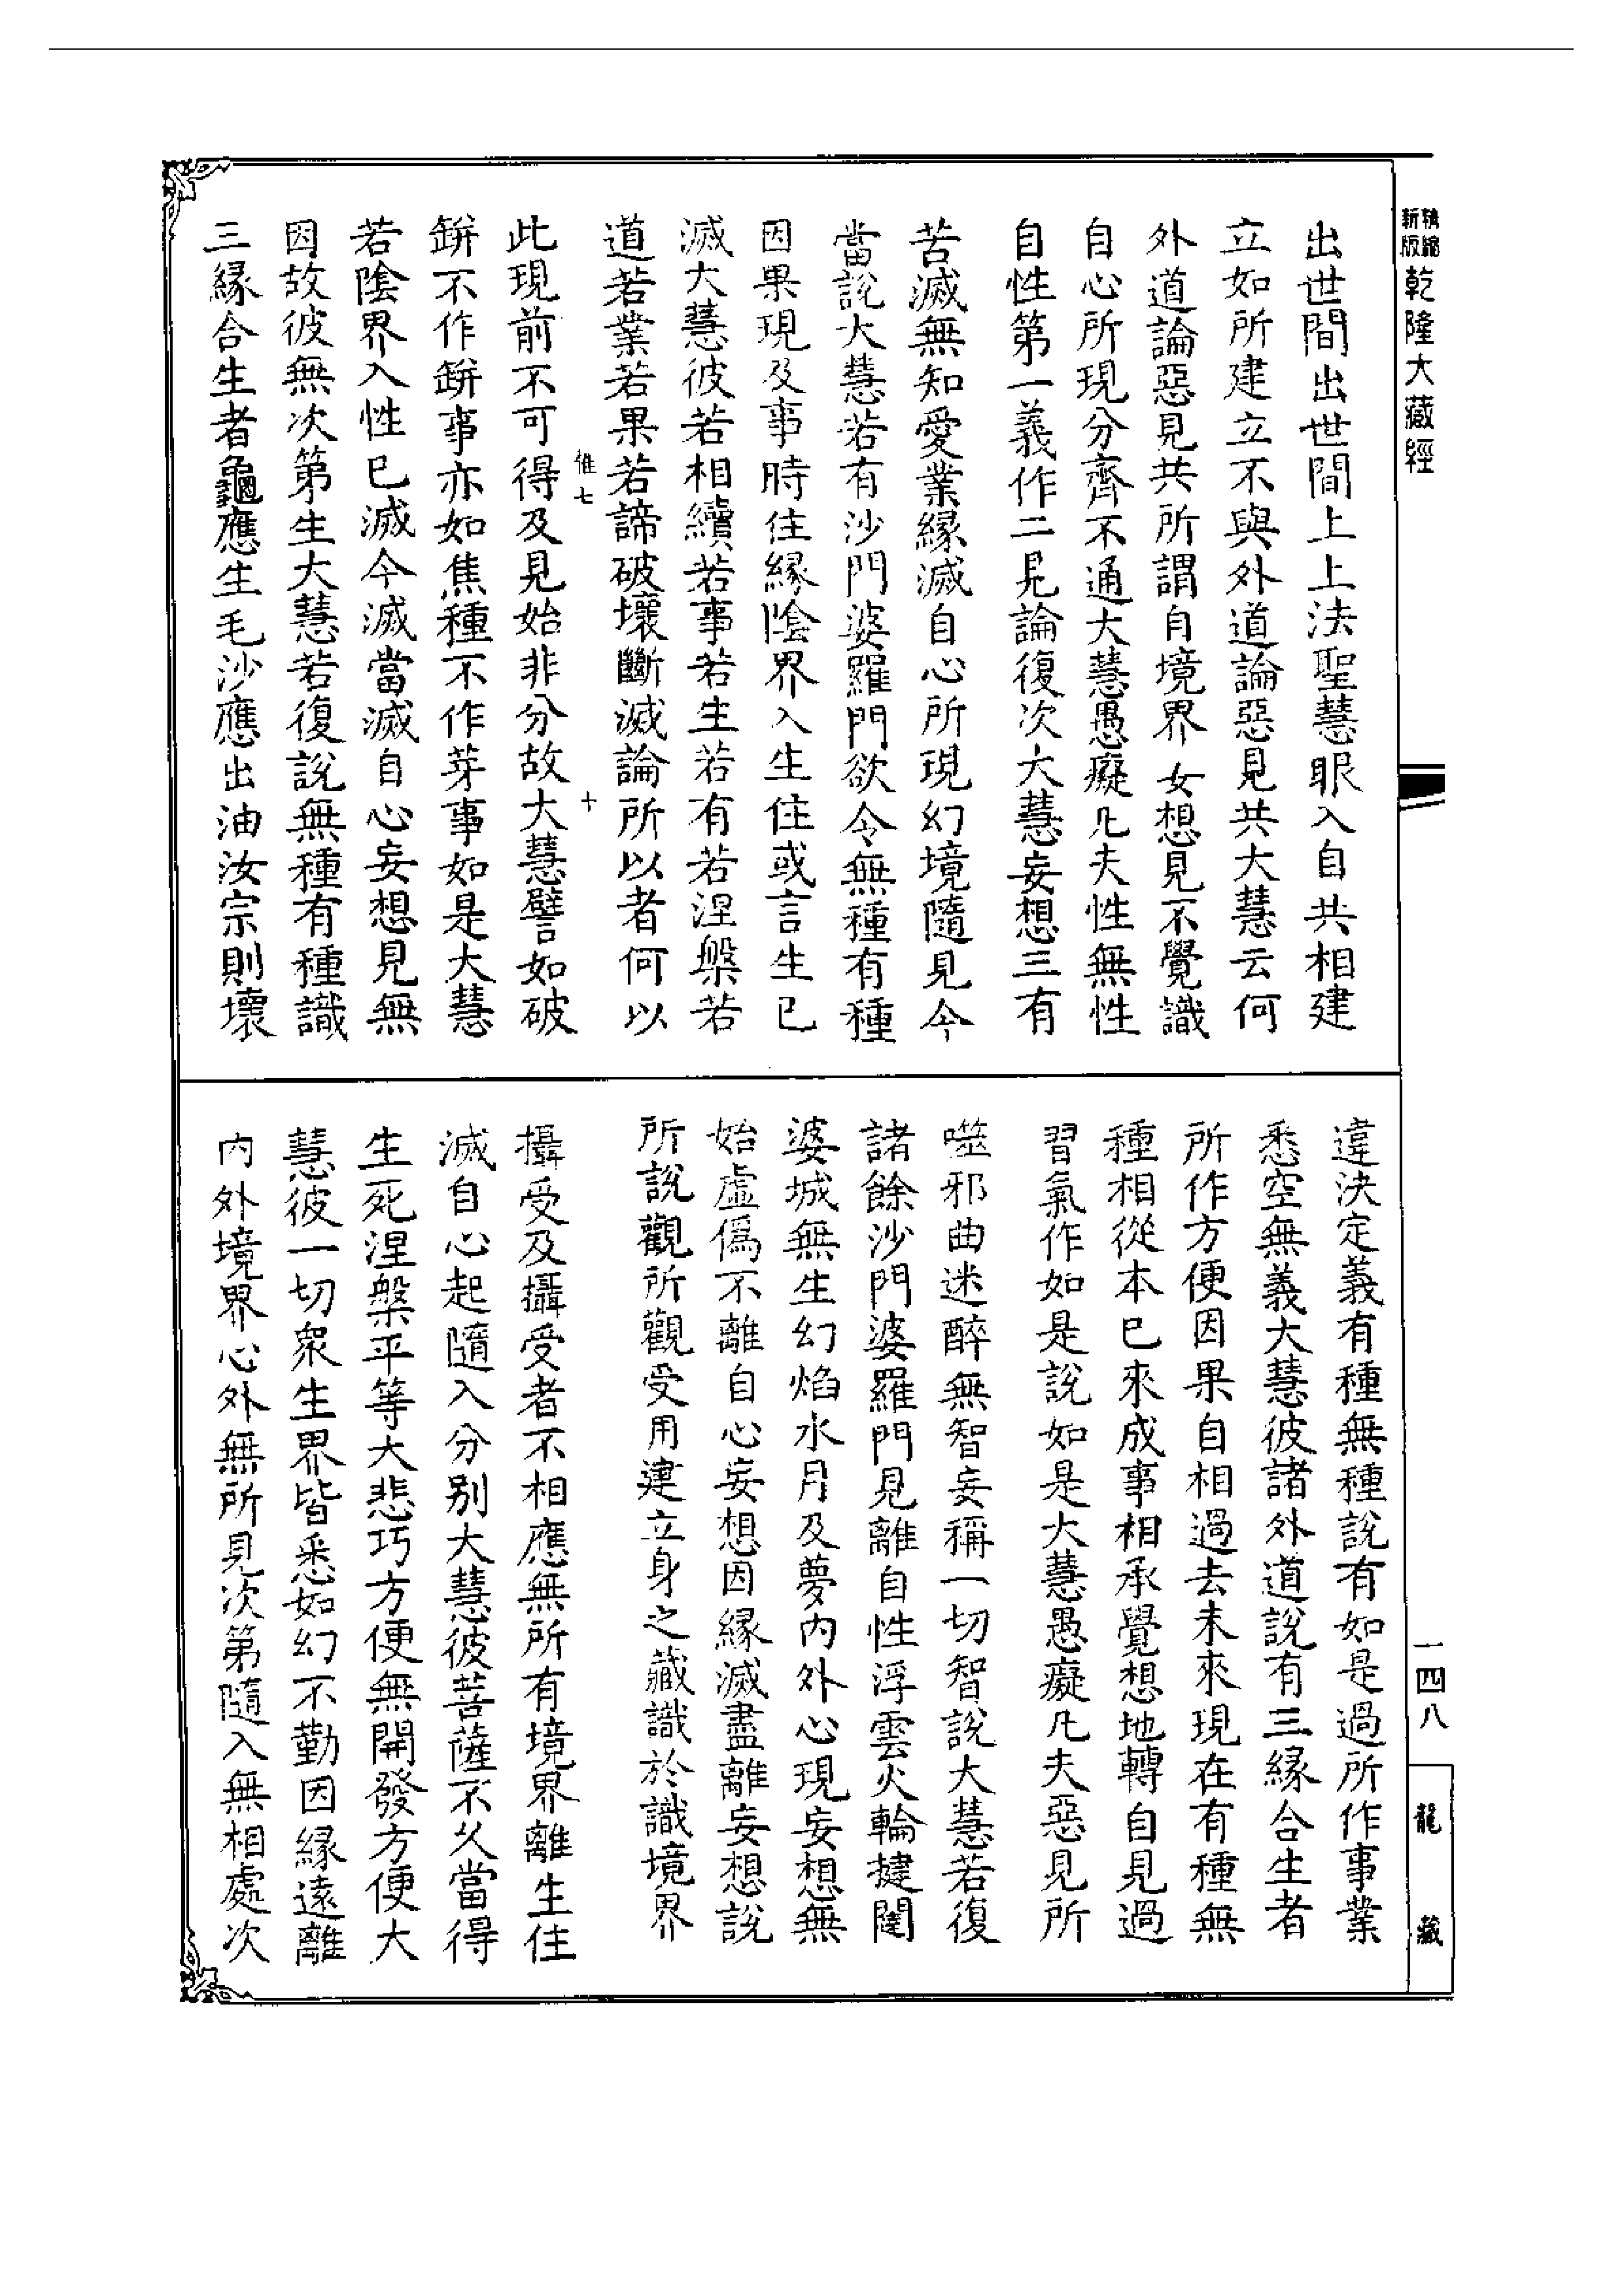 新版
精縮
乾隆大藏經
出世間出世間上上法聖慧眼入自共相建
立如所建立不與外道論惡見共大慧云何
外道論惡見共所謂自境界妄想見不覺識
自心所現分齊不通大慧愚癡凡夫性無性
自性第一義作二見論復次大慧妄想三有
苦滅無知愛業緣滅自心所現幻境隨見今
當說大慧若有沙門婆羅門欲令無種有種
因果現及事時住緣陰界入生住或言生已
滅大慧彼若相續若事若生若有若涅槃若
道若業若果若諦破壞斷滅論所以者何以
惟七
十
此現前不可得及見始非分故大慧譬如破
缾不作缾事亦如焦種不作芽事如是大慧
若陰界入性已滅今滅當滅自心妄想見無
因故彼無次第生大慧若復說無種有種識
三緣合生者龜應生毛沙應出油汝宗則壞
違決定義有種無種說有如是過所作事業
悉空無義大慧彼諸外道說有三緣合生者
所作方便因果自相過去未來現在有種無
種相從本已來成事相承覺想地轉自見過
習氣作如是說如是大慧愚癡凡夫惡見所
噬邪曲迷醉無智妄稱一切智說大慧若復
諸餘沙門婆羅門見離自性浮雲火輪揵闥
婆城無生幻焰水月及夢內外心現妄想無
始虛偽不離自心妄想因緣滅盡離妄想說
所說觀所觀受用建立身之藏識於識境界
攝受及攝受者不相應無所有境界離生住
滅自心起隨入分別大慧彼菩薩不久當得
生死涅槃平等大悲巧方便無開發方便大
慧彼一切眾生界皆悉如幻不勤因緣遠離
內外境界心外無所見次第隨入無相處次
一四八
龍藏